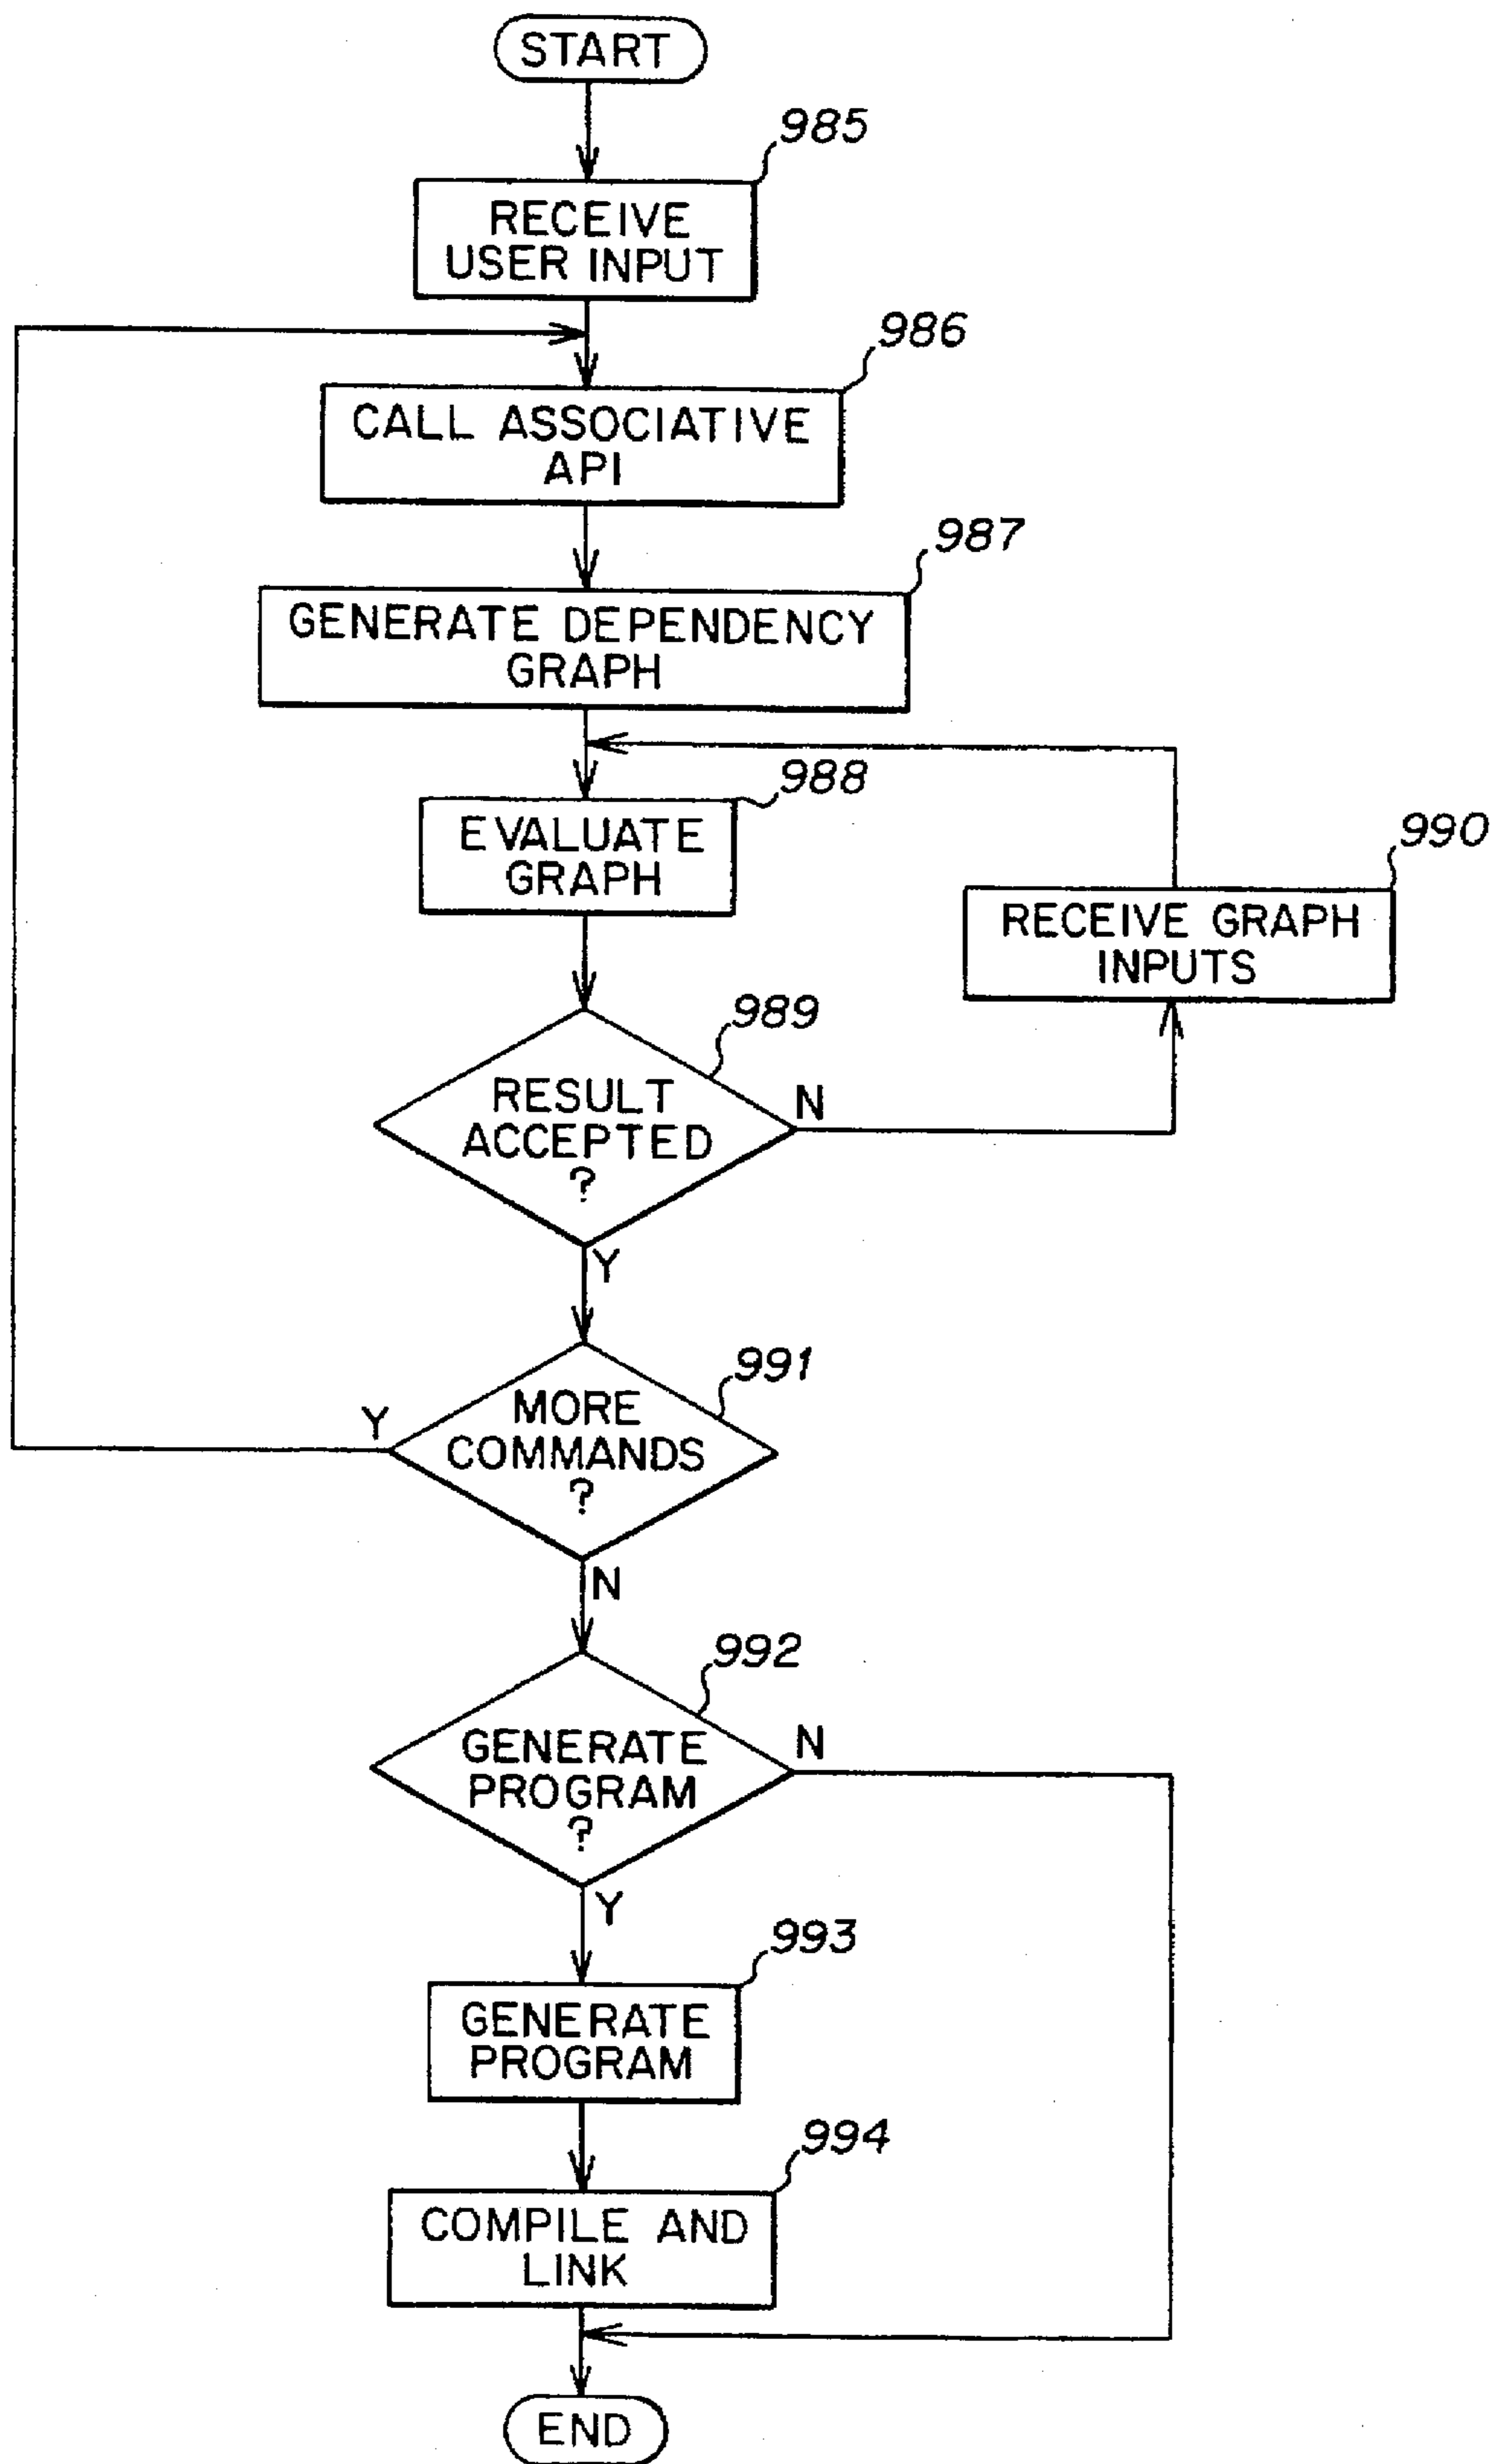 START
985
RECEIVE
USER INPUT
986
CALL ASSOCIATIVE
API
987
GENERATE DEPENDENCY
GRAPH
988
EVALUATE
GRAPH
990
RECEIVE GRAPH
INPUTS
989
RESULT
ACCEPTED
?
N
Y
991
MORE
COMMANDS
?
Y
N
992
GENERATE
PROGRAM
?
N
Y
993
GENERATE
PROGRAM
994
COMPILE AND
LINK
END